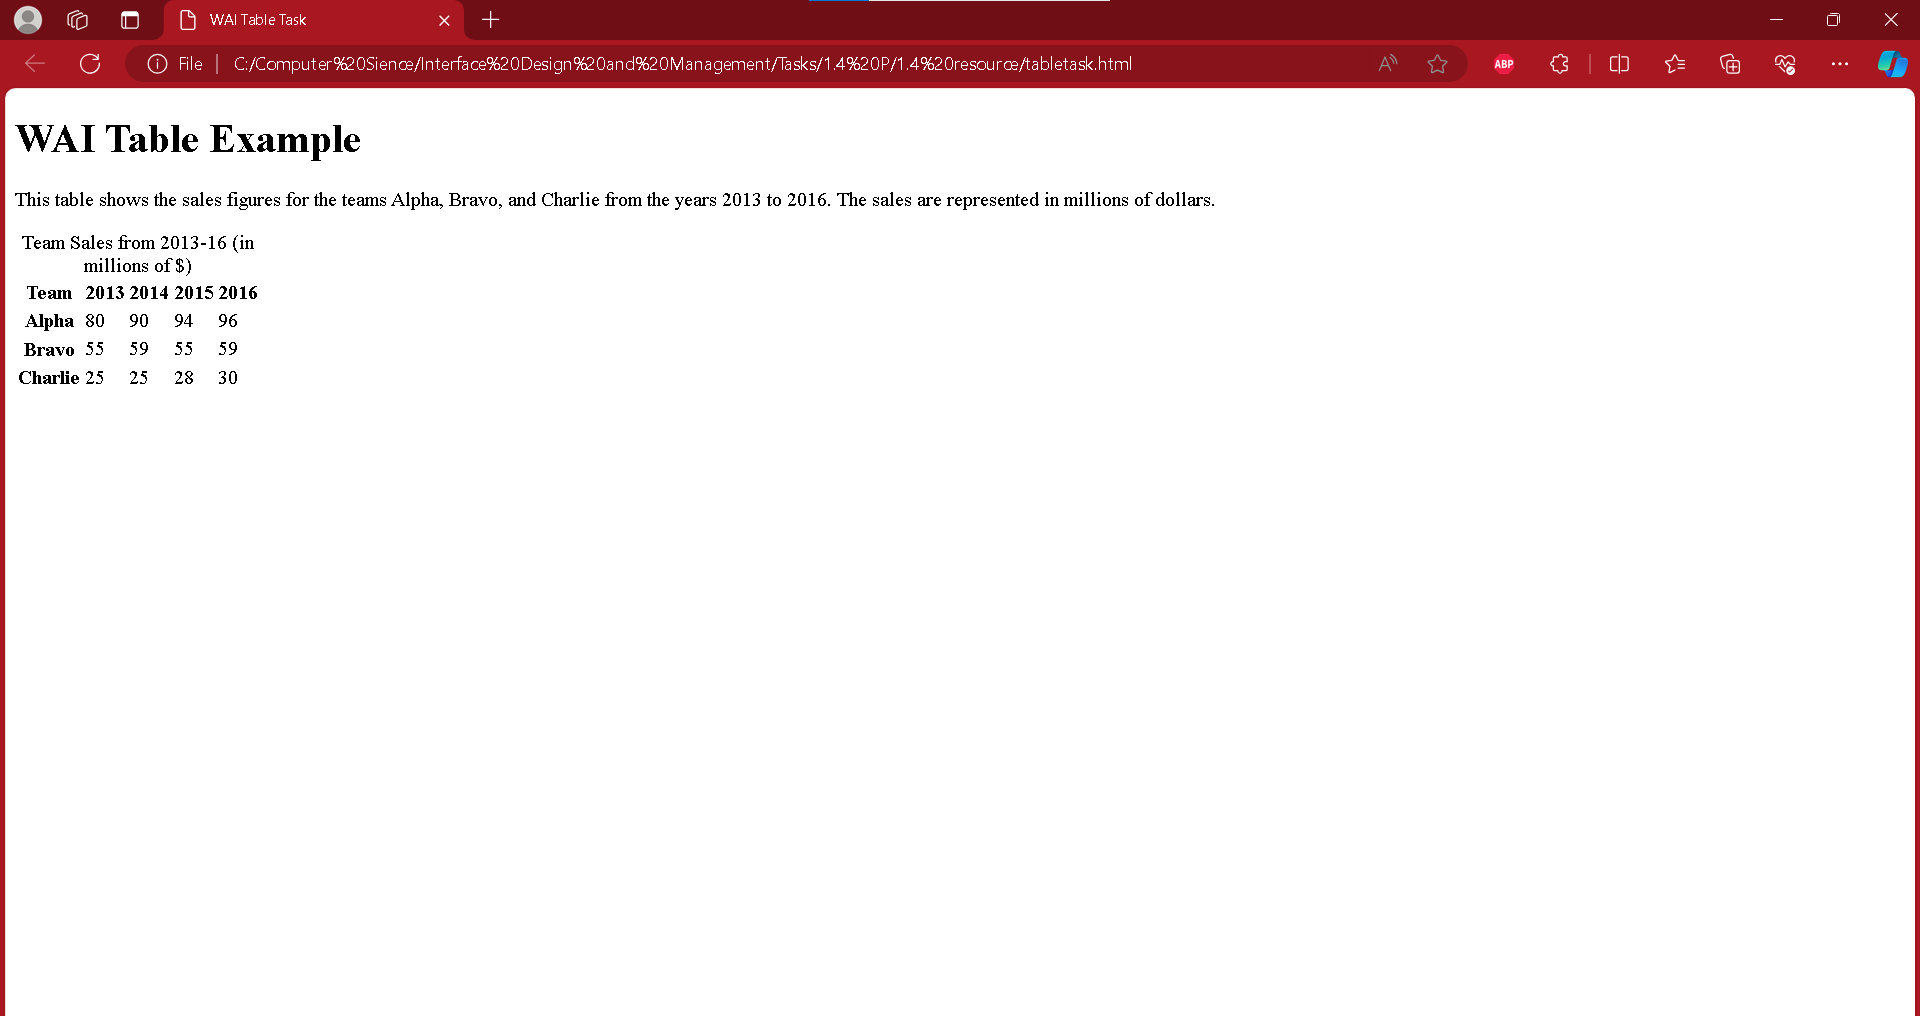 WAI Table Task
File
C:/Computer%20Sience/Interface%20Design%20and%20Management/Tasks/1.4%20P/1.4%20resource/tabletask.html
ABP
WAI Table Example
This table shows the sales figures for the teams Alpha, Bravo, and Charlie from the years 2013 to 2016. The sales are represented in millions of dollars.
Team Sales from 2013-16 (in
millions of $)
Team 2013 2014 2015 2016
Alpha 80 90 94 96
Bravo 55 59 55 59
Charlie 25 25 28 30